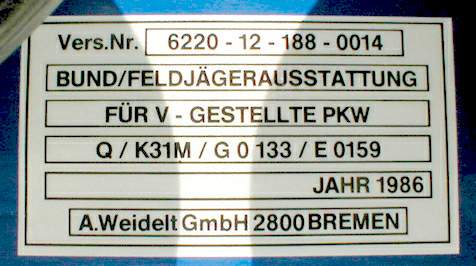 Vers.Nr. 6220 - 12 - 188 - 0014
BUND/FELDJÄGERAUSSTATTUNG
FÜR V - GESTELLTE PKW
Q / K31M / G 0 133 / E 0159
JAHR 1986
A.Weidelt GmbH 2800 BREMEN